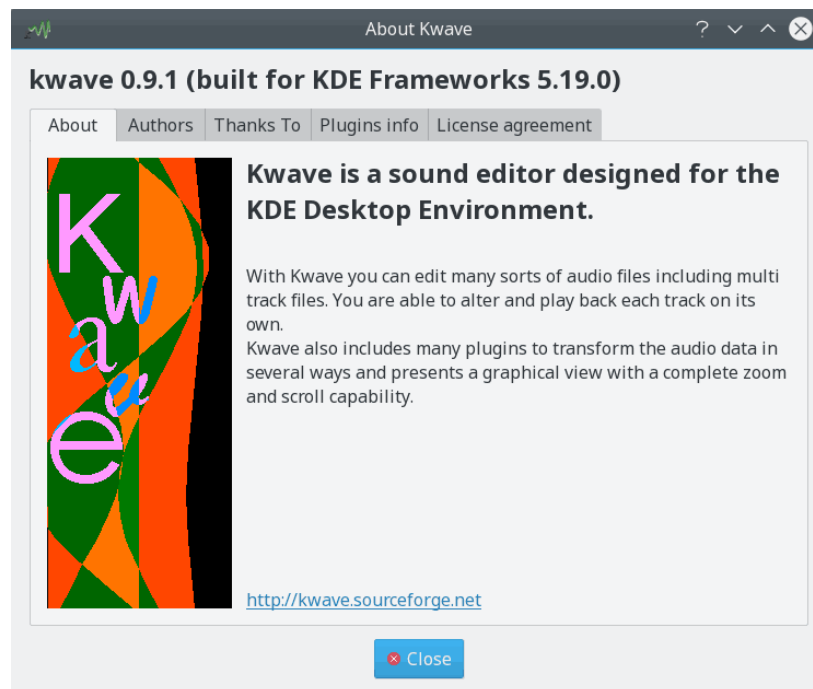 About Kwave
kwave 0.9.1 (built for KDE Frameworks 5.19.0)
About Authors Thanks To Plugins info License agreement
Kwave
Kwave is a sound editor designed for the
KDE Desktop Environment.
With Kwave you can edit many sorts of audio files including multi
track files. You are able to alter and play back each track on its
own.
Kwave also includes many plugins to transform the audio data in
several ways and presents a graphical view with a complete zoom
and scroll capability.
http://kwave.sourceforge.net
Close